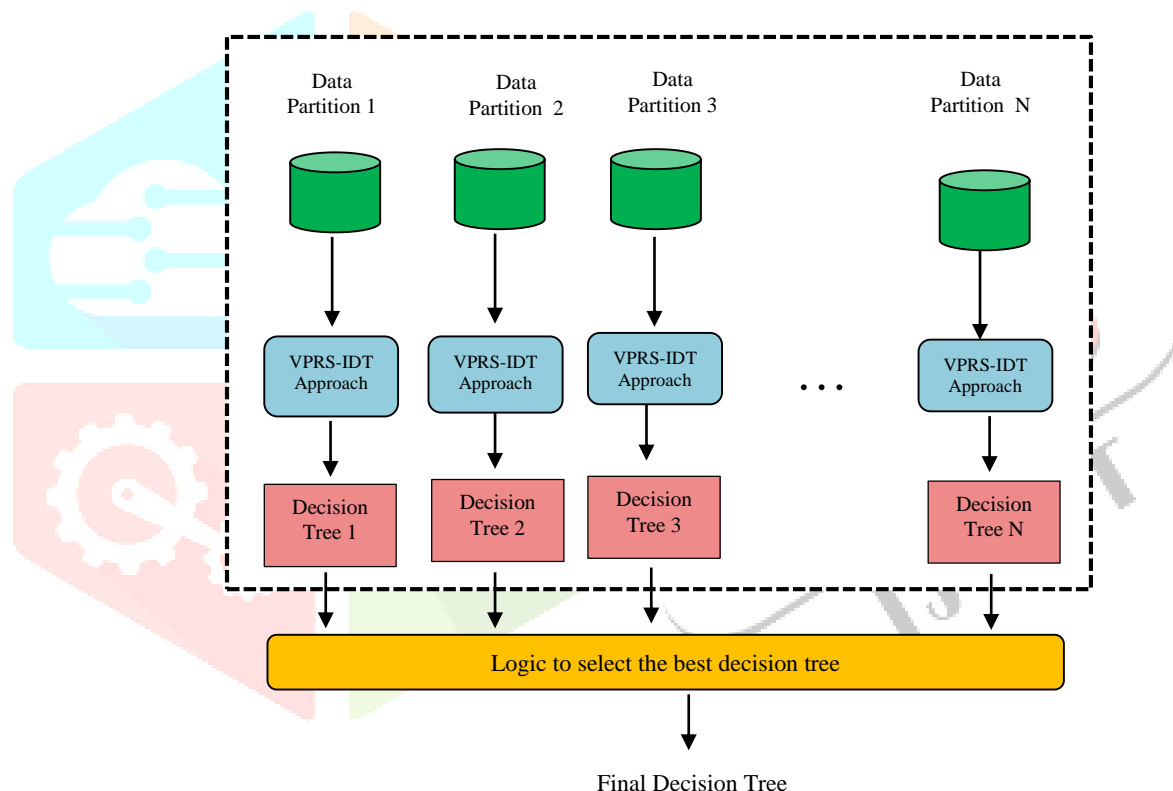 Data
Partition 1
Data
Partition 2
Data
Partition 3
Data
Partition N
VPRS-IDT
Approach
VPRS-IDT
Approach
VPRS-IDT
Approach
...
VPRS-IDT
Approach
Decision
Tree 1
Decision
Tree 2
Decision
Tree 3
Decision
Tree N
Logic to select the best decision tree
Final Decision Tree